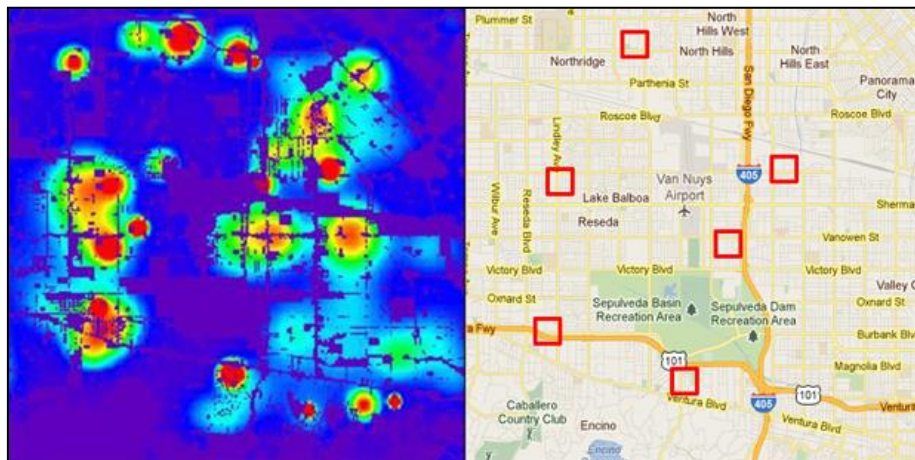 Plummer St
North
Hills West
Northridge
North Hills
North
Hills East
Panorama
City
Parthenia St
San Diego Fwy
Roscoe Blvd
Roscoe Blvd
Lindley Ave
405
Van Nuys
Airport
Wilbur Ave
Reseda Blvd
Lake Balboa
Sherma
Reseda
Vanowen St
Victory Blvd
Victory Blvd
Victory Blvd
Valley
Oxnard St
Sepulveda Basin
Recreation Area
Sepulveda Dam
Recreation Area
Oxnard St
a Fwy
Burbank Blv
101
Magnolia Blvd
101
Ventura Blvd
405
Ventu
Ventura Blvd
Caballero
Country Club
Encino
Encino